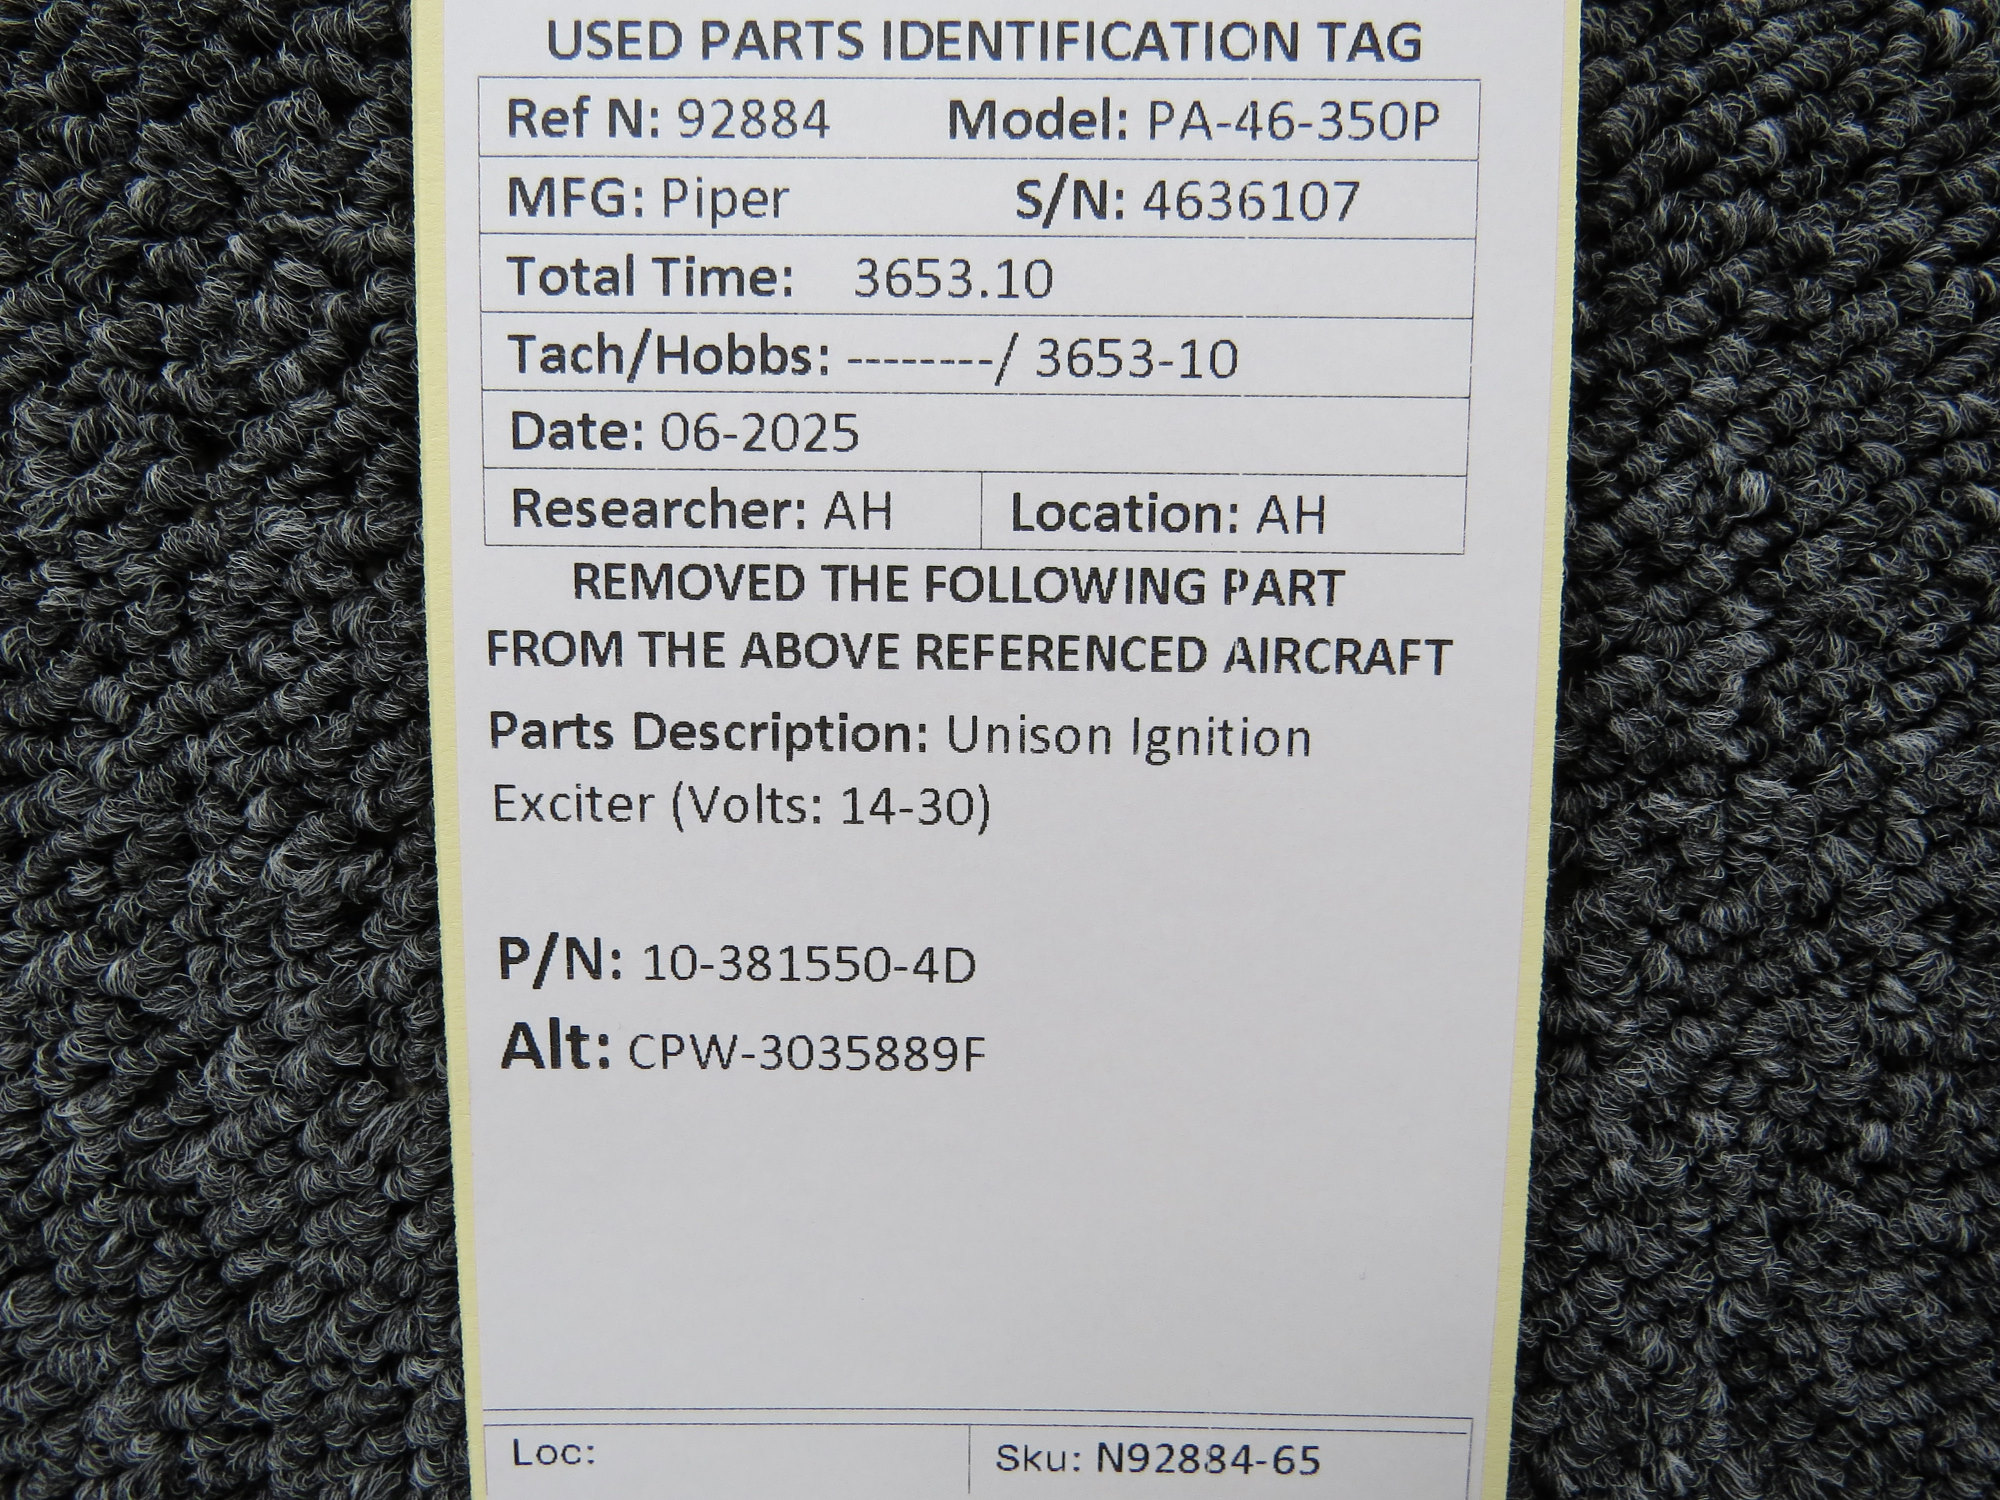 USED PARTS IDENTIFICATION TAG
Ref N: 92884 Model: PA-46-350P
MFG: Piper S/N: 4636107
Total Time: 3653.10
Tach/Hobbs: --------/ 3653-10
Date: 06-2025
Researcher: AH Location: AH
REMOVED THE FOLLOWING PART
FROM THE ABOVE REFERENCED AIRCRAFT
Parts Description: Unison Ignition
Exciter (Volts: 14-30)
P/N: 10-381550-4D
Alt: CPW-3035889F
Loc: Sku: N92884-65